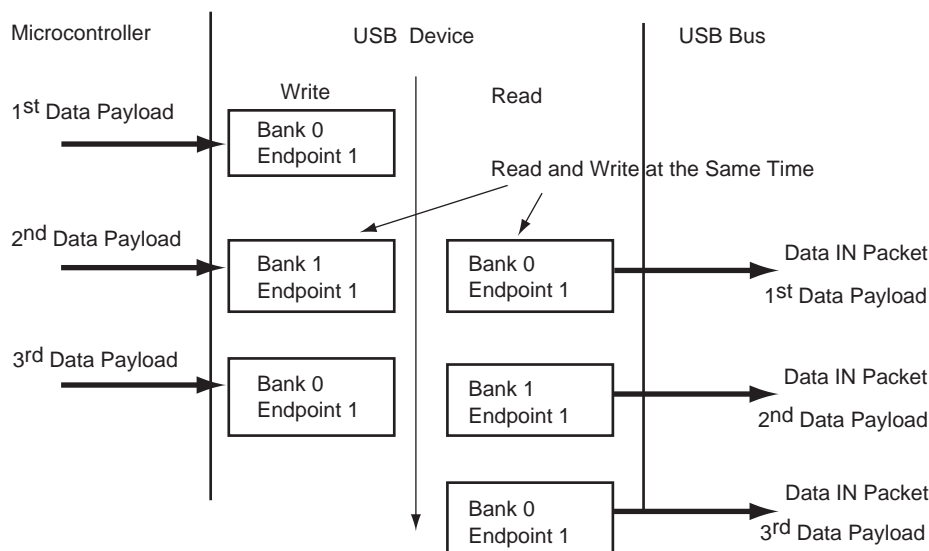 Microcontroller
USB Device
USB Bus
Write
Read
1st Data Payload
Bank 0
Endpoint 1
Read and Write at the Same Time
2nd Data Payload
Bank 1
Endpoint 1
Bank 0
Endpoint 1
Data IN Packet
1st Data Payload
3rd Data Payload
Bank 0
Endpoint 1
Bank 1
Endpoint 1
Data IN Packet
2nd Data Payload
Bank 0
Endpoint 1
Data IN Packet
3rd Data Payload